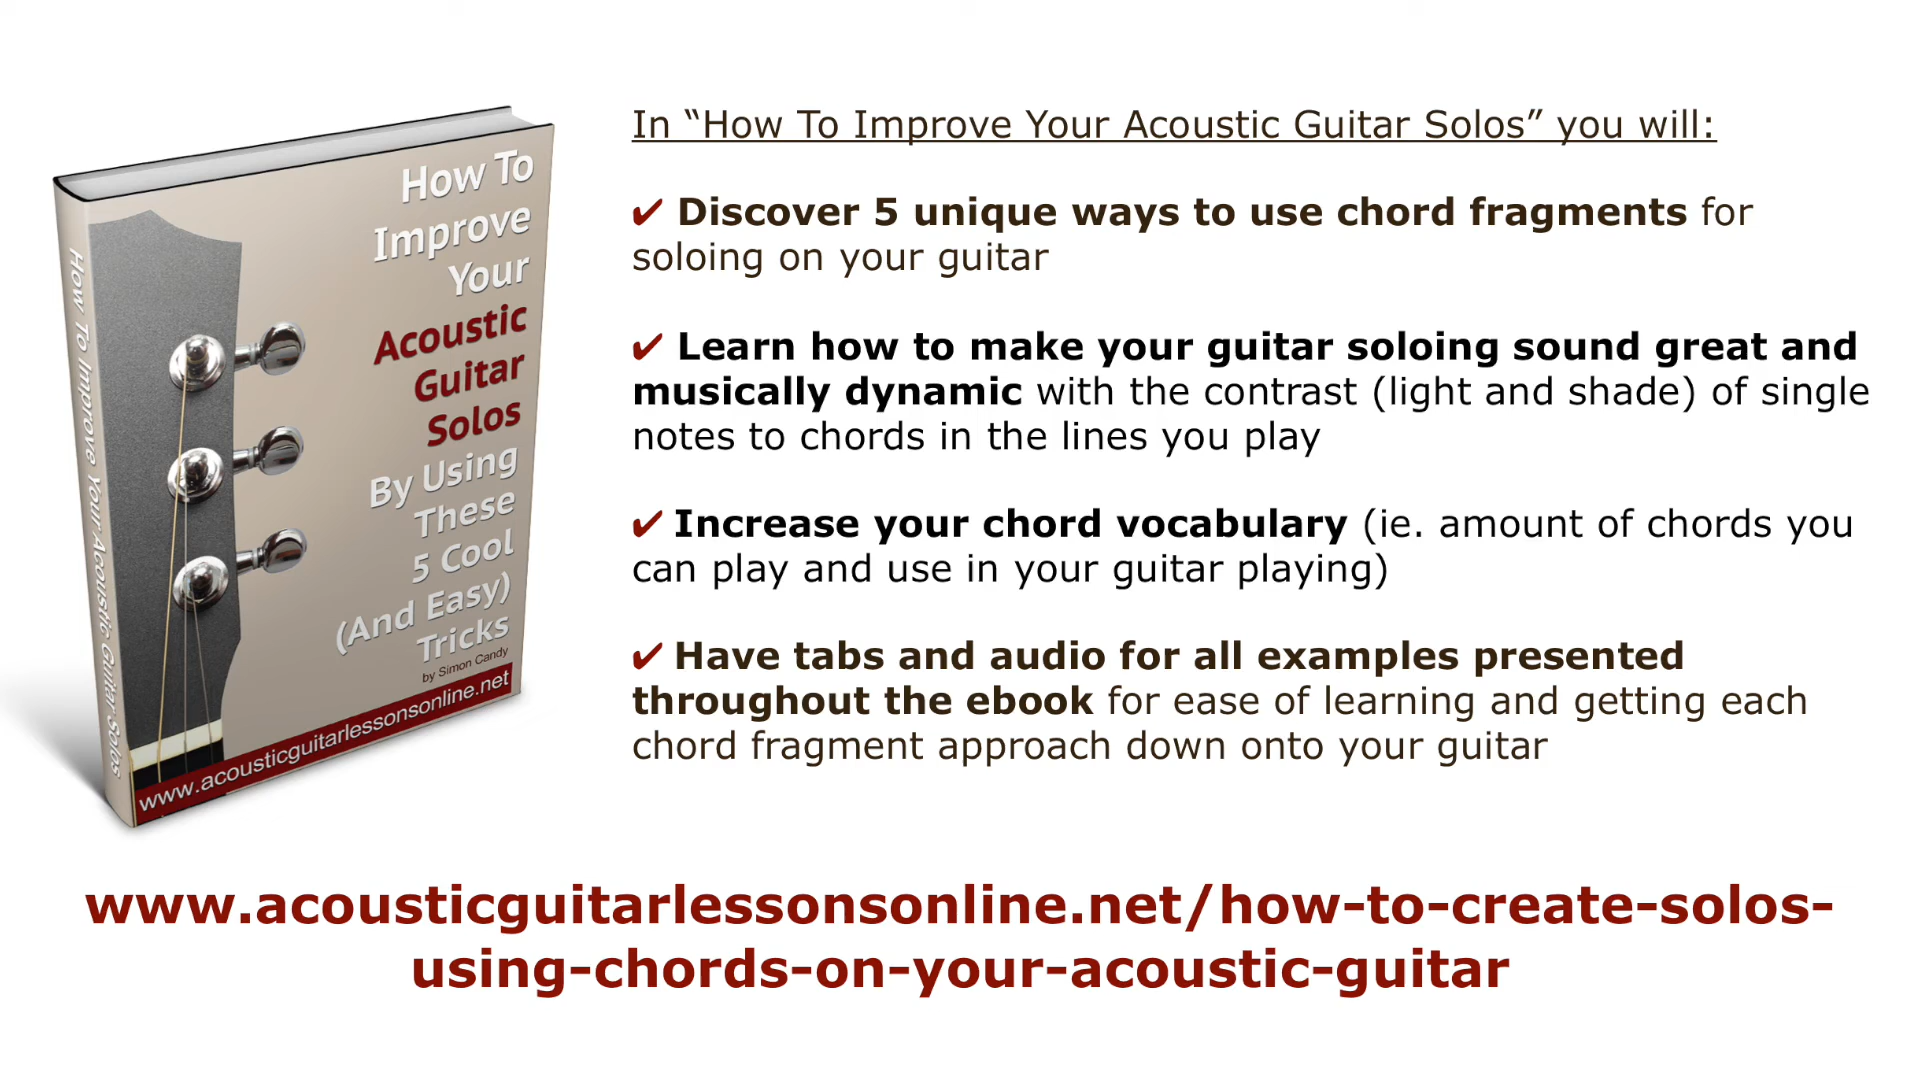 How To
Improve
Your
Acoustic
Guitar
Solos
By Using
These
5 Cool
(And Easy)
Tricks
by Simon Candy
www.acousticguitarlessonsonline.net
How To Improve Your Acoustic Guitar Solos
In “How To Improve Your Acoustic Guitar Solos” you will:
✔ Discover 5 unique ways to use chord fragments for
soloing on your guitar
✔ Learn how to make your guitar soloing sound great and
musically dynamic with the contrast (light and shade) of single
notes to chords in the lines you play
✔ Increase your chord vocabulary (ie. amount of chords you
can play and use in your guitar playing)
✔ Have tabs and audio for all examples presented
throughout the ebook for ease of learning and getting each
chord fragment approach down onto your guitar
www.acousticguitarlessonsonline.net/how-to-create-solos-
using-chords-on-your-acoustic-guitar